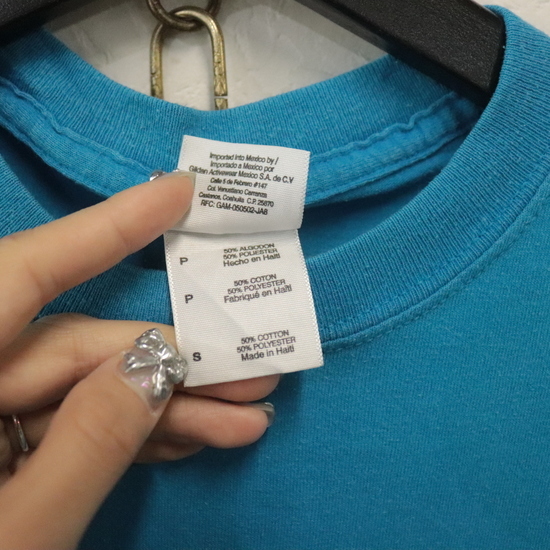 Imported into Mexico by /
Importado a Mexico por
Gildan Activewear Mexico S.A. de C.V
Calle 5 de Febrero #147
Col. Venustiano Carranza
Castanos, Coahuila C.P. 25870
RFC: GAM-050502-JA8
50% ALGODON
50% POLIESTER
P Hecho en Haiti
50% COTON
50% POLYESTER
P Fabriqué en Haïti
50% COTTON
50% POLYESTER
S Made in Haiti